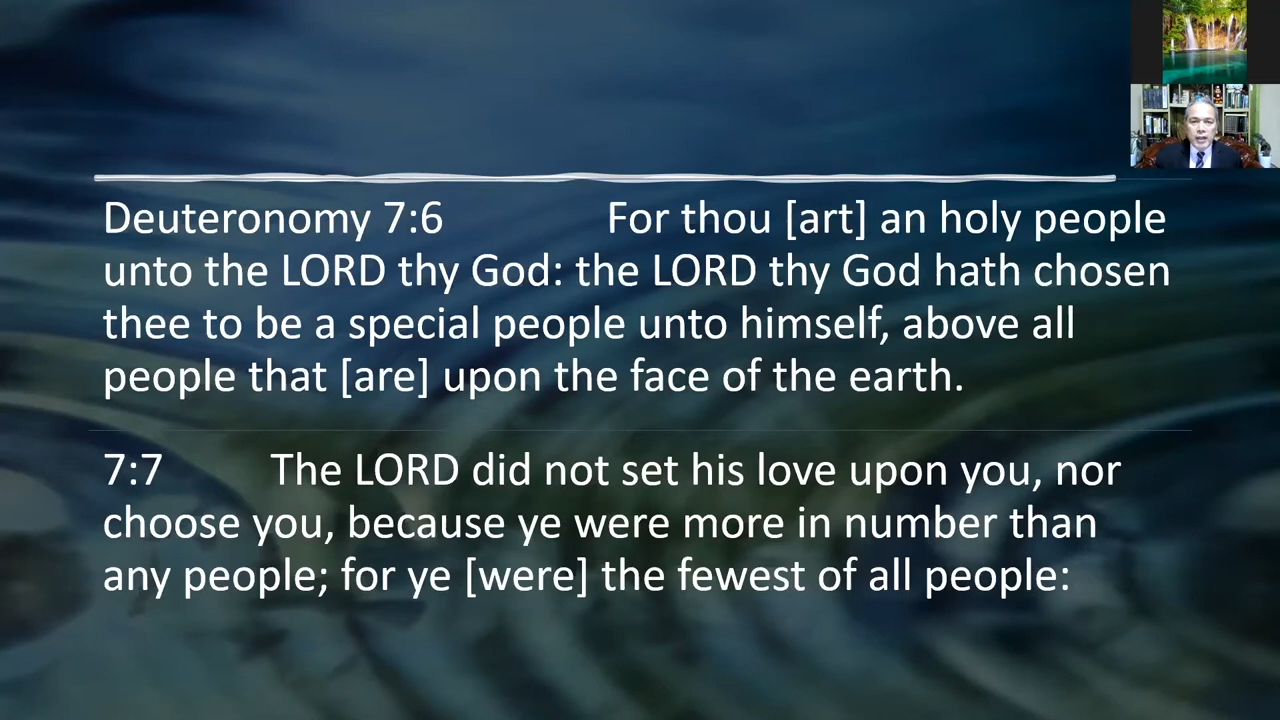 Deuteronomy 7:6 For thou [art] an holy people
unto the LORD thy God: the LORD thy God hath chosen
thee to be a special people unto himself, above all
people that [are] upon the face of the earth.
7:7 The LORD did not set his love upon you, nor
choose you, because ye were more in number than
any people; for ye [were] the fewest of all people: